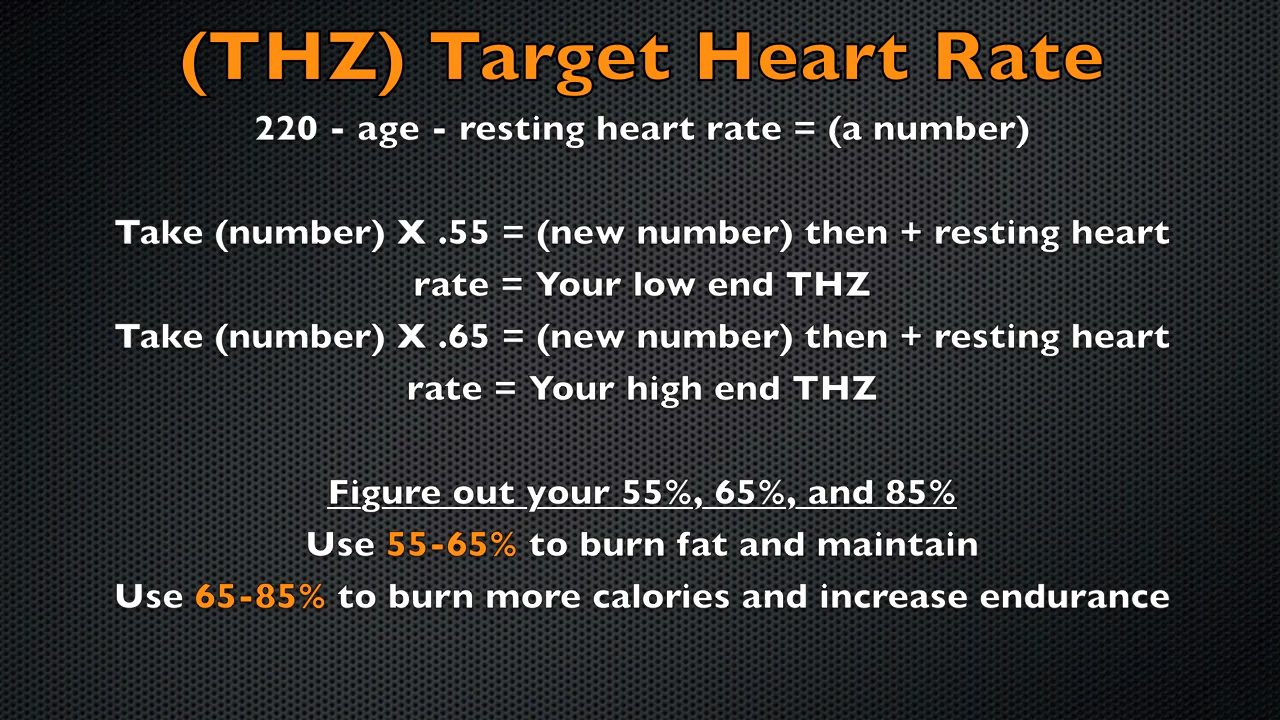 (THZ) Target Heart Rate
220 - age - resting heart rate = (a number)
Take (number) X .55 = (new number) then + resting heart
rate = Your low end THZ
Take (number) X .65 = (new number) then + resting heart
rate = Your high end THZ
Figure out your 55%, 65%, and 85%
Use 55-65% to burn fat and maintain
Use 65-85% to burn more calories and increase endurance